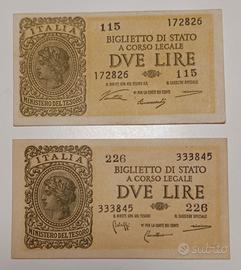 115 172826
ITALIA
BIGLIETTO DI STATO
A CORSO LEGALE
DVE LIRE
172826 115
MINISTERO DEL TESORO
226 333845
ITALIA
BIGLIETTO DI STATO
A CORSO LEGALE
DVE LIRE
333845 226
MINISTERO DEL TESORO
subito